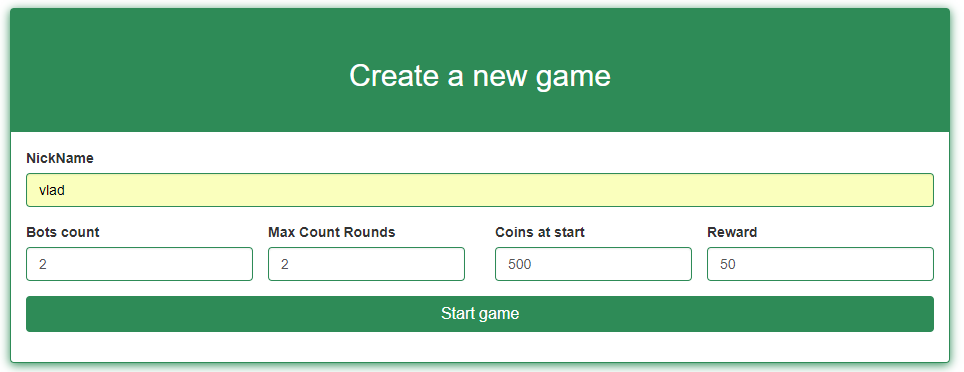 Create a new game
NickName
vlad
Bots count Max Count Rounds Coins at start Reward
2 2 500 50
Start game